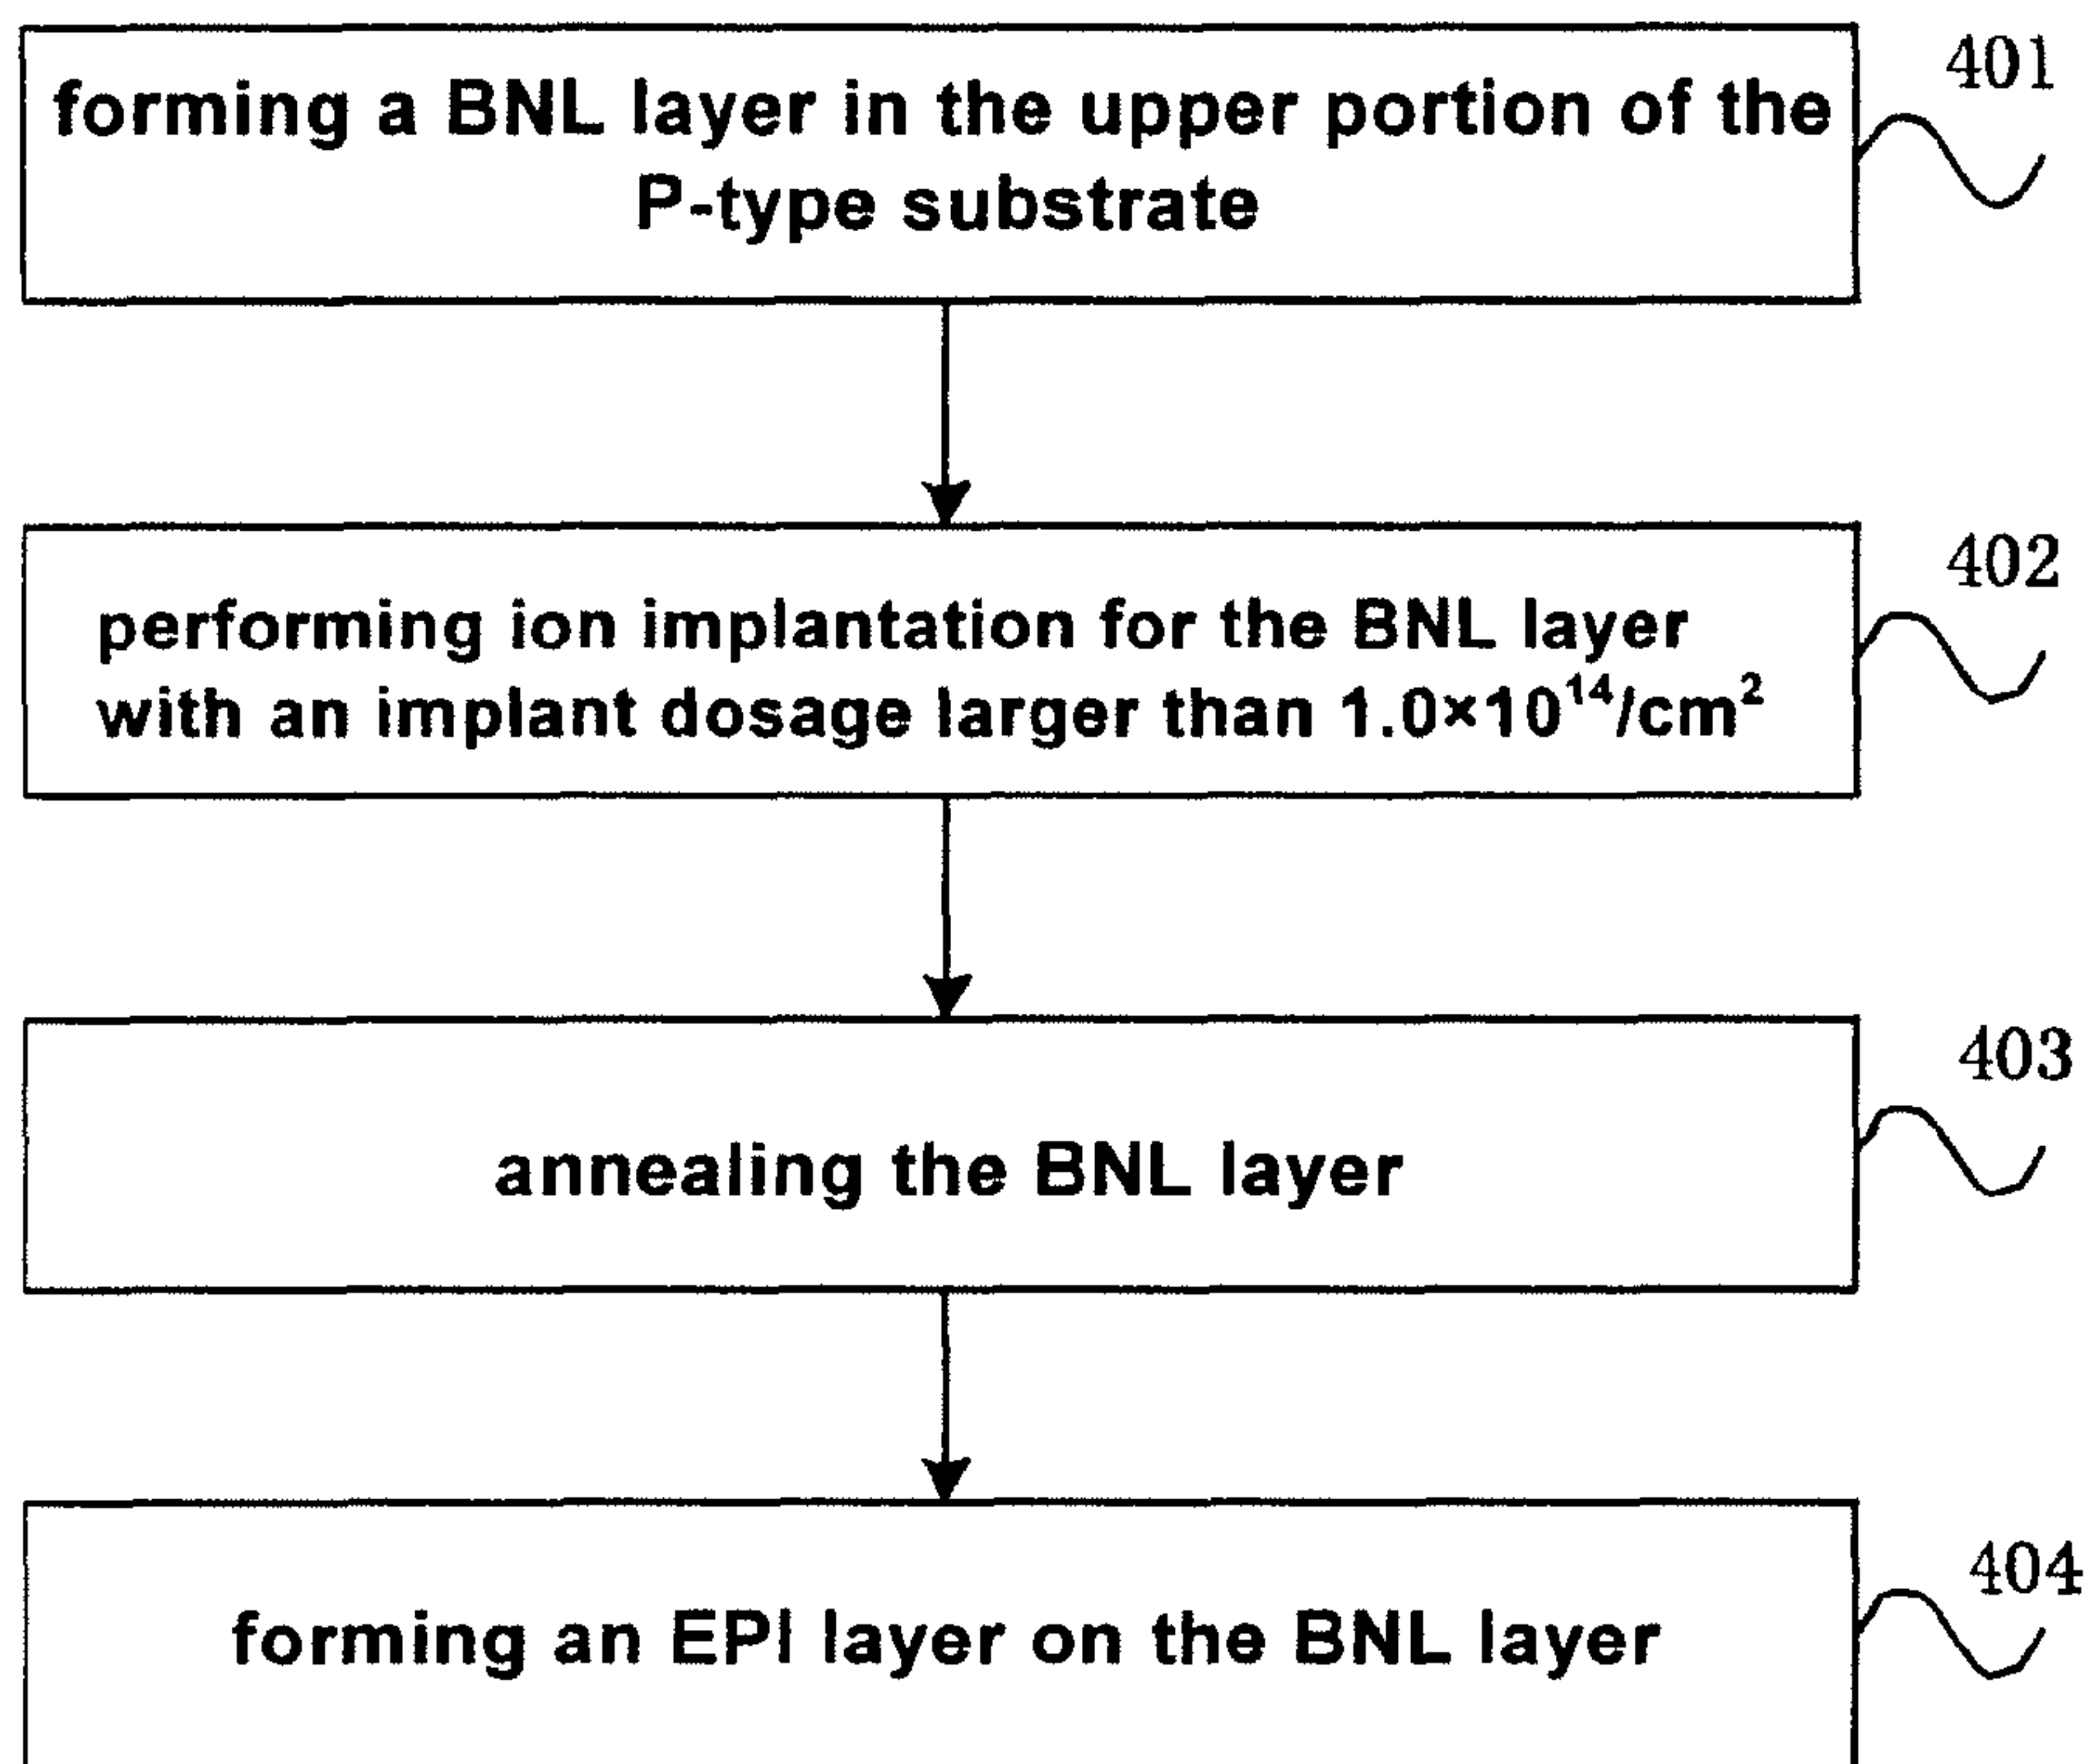 forming a BNL layer in the upper portion of the
P-type substrate
401
performing ion implantation for the BNL layer
with an implant dosage larger than 1.0×10¹⁴/cm²
402
annealing the BNL layer
403
forming an EPI layer on the BNL layer
404